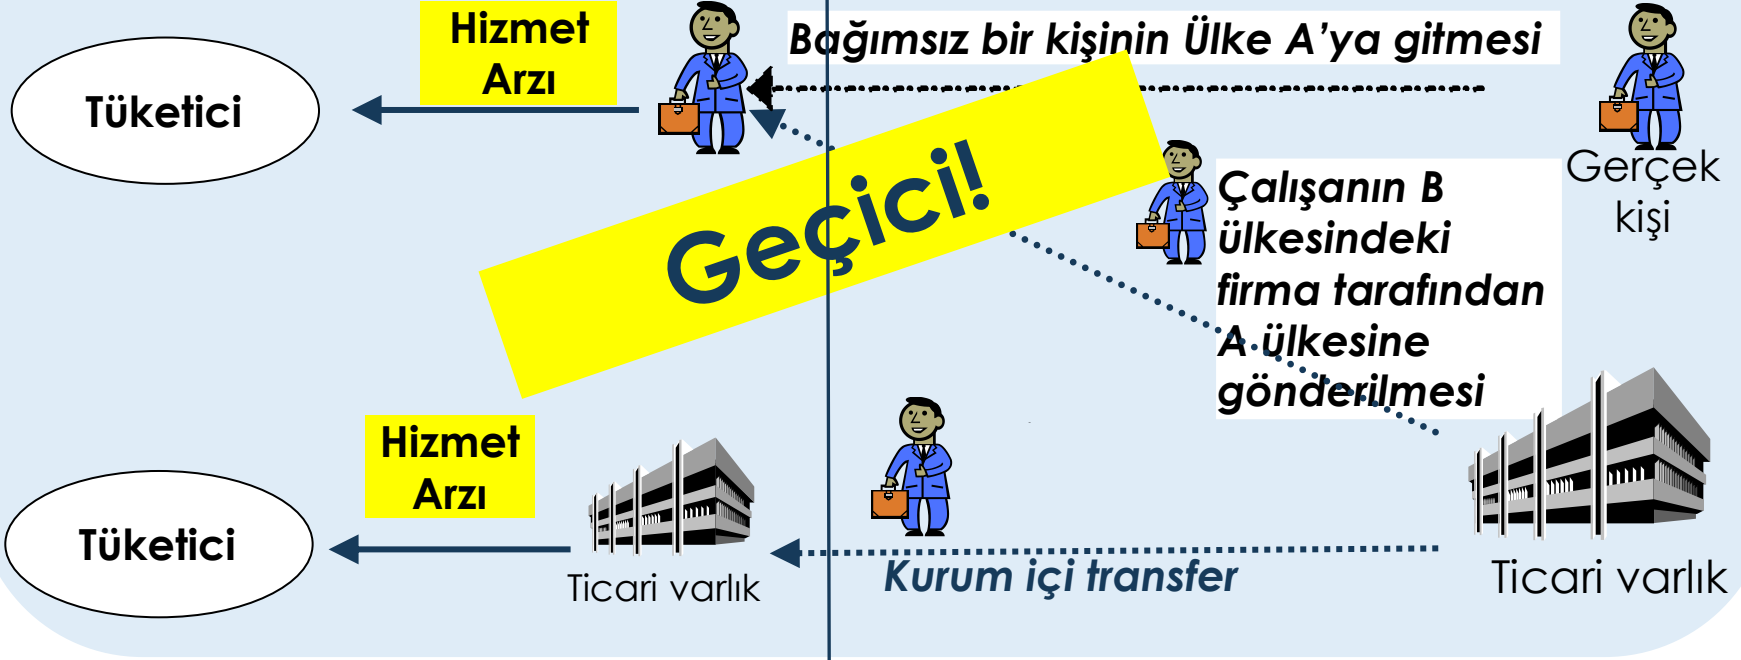 Hizmet
Arzı
Bağımsız bir kişinin Ülke A’ya gitmesi
Tüketici
Gerçek
kişi
Geçici!
Çalışanın B
ülkesindeki
firma tarafından
A ülkesine
gönderilmesi
Hizmet
Arzı
Tüketici
Ticari varlık
Kurum içi transfer
Ticari varlık